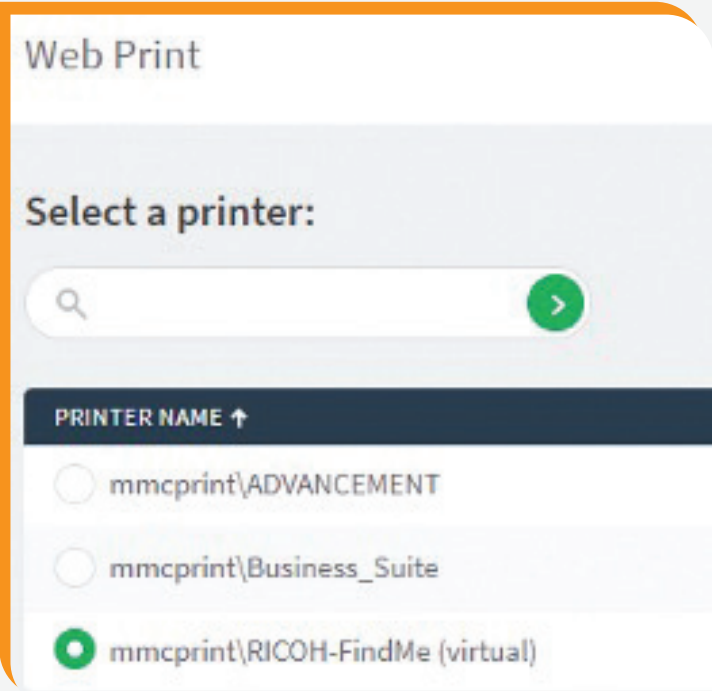 Web Print
Select a printer:
PRINTER NAME ↑
mmcprint\ADVANCEMENT
mmcprint\Business_Suite
mmcprint\RICOH-FindMe (virtual)